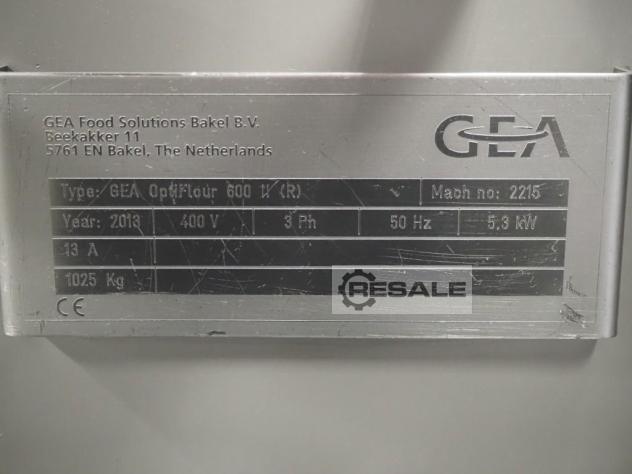 GEA Food Solutions Bakel B.V.
Beekakker 11
5761 EN Bakel, The Netherlands
GEA
Type: GEA OptiFlour 600 II (R) Mach no: 2215
Year: 2013 400 V 3 Ph 50 Hz 5.3 kW
13 A
1025 Kg
RESALE
CE